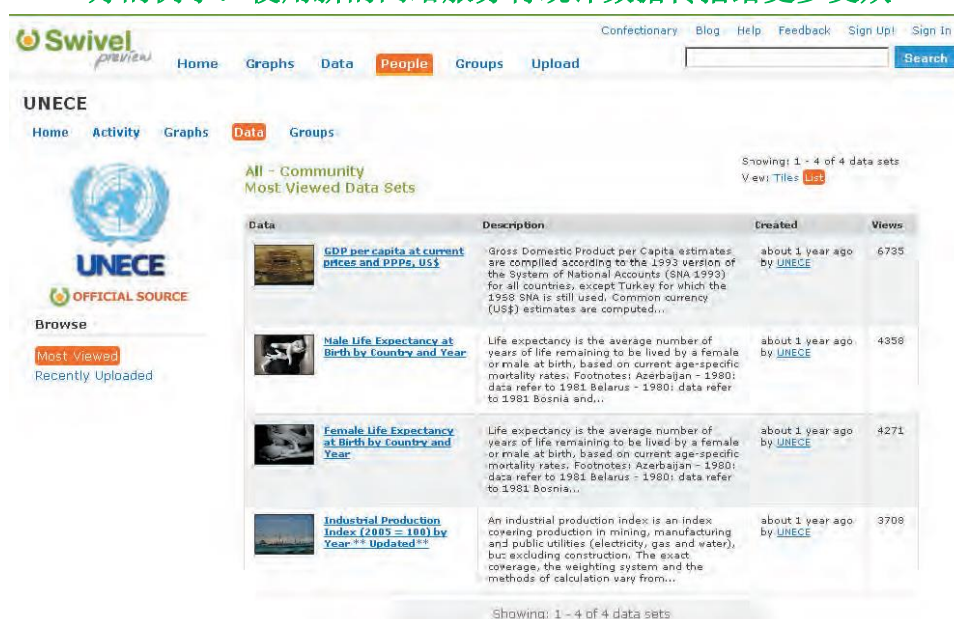 Swivel
preview
Confectionary Blog Help Feedback Sign Up! Sign In
Home Graphs Data People Groups Upload
Search
UNECE
Home Activity Graphs Data Groups
UNECE
OFFICIAL SOURCE
Browse
Most Viewed
Recently Uploaded
All - Community
Most Viewed Data Sets
Showing: 1 - 4 of 4 data sets
View: Tiles List
Data Description Created Views
GDP per capita at current
prices and PPPs, US$
Gross Domestic Product per Capita estimates
are compiled according to the 1993 version of
the System of National Accounts (SNA 1993)
for all countries, except Turkey for which the
1968 SNA is still used. Common currency
(US$) estimates are computed...
about 1 year ago
by UNECE
6735
Male Life Expectancy at
Birth by Country and Year
Life expectancy is the average number of
years of life remaining to be lived by a female
or male at birth, based on current age-specific
mortality rates. Footnotes: Azerbaijan - 1980:
data refer to 1981 Belarus - 1980: data refer
to 1981 Bosnia and...
about 1 year ago
by UNECE
4358
Female Life Expectancy
at Birth by Country and
Year
Life expectancy is the average number of
years of life remaining to be lived by a female
or male at birth, based on current age-specific
mortality rates. Footnotes: Azerbaijan - 1980:
data refer to 1981 Belarus - 1980: data refer
to 1981 Bosnia...
about 1 year ago
by UNECE
4271
Industrial Production
Index (2005 = 100) by
Year ** Updated**
An industrial production index is an index
covering production in mining, manufacturing
and public utilities (electricity, gas and water),
but excluding construction. The exact
coverage, the weighting system and the
methods of calculation vary from...
about 1 year ago
by UNECE
3708
Showing: 1 - 4 of 4 data sets